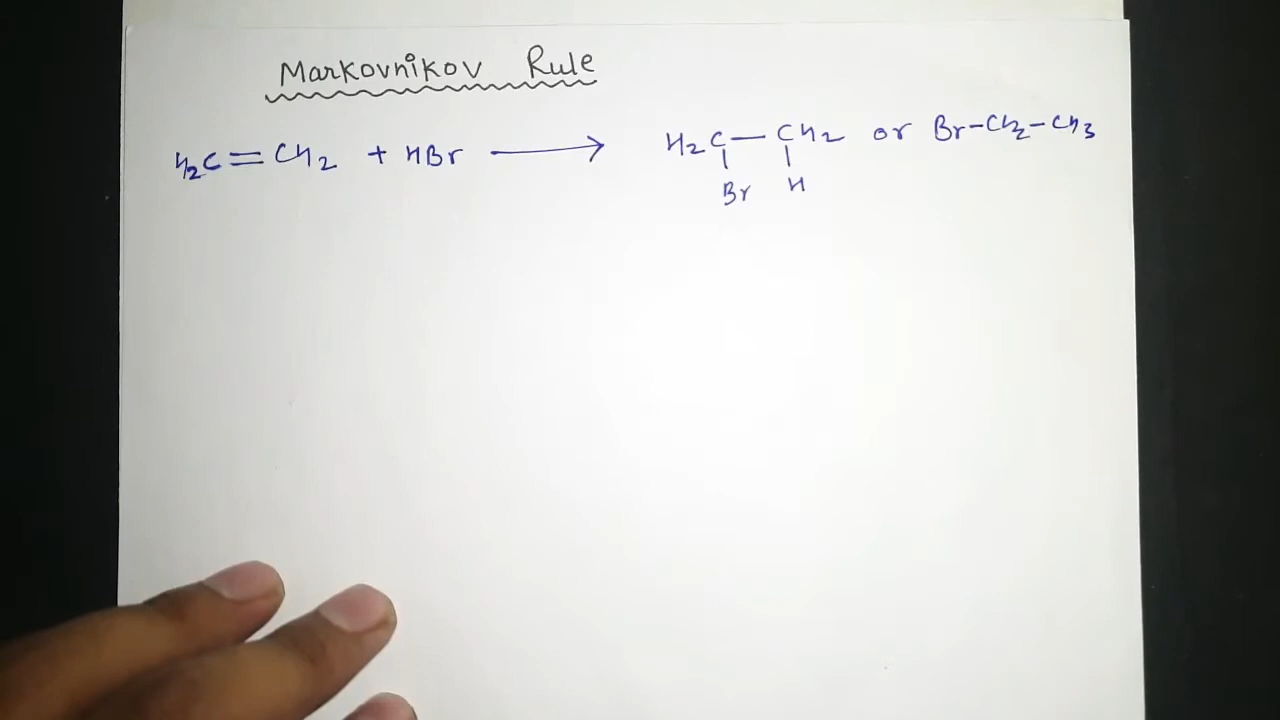 Markovnikov Rule
H₂C=CH₂ + HBr ⟶ H₂C—CH₂ or Br-CH₂-CH₃
| |
Br H